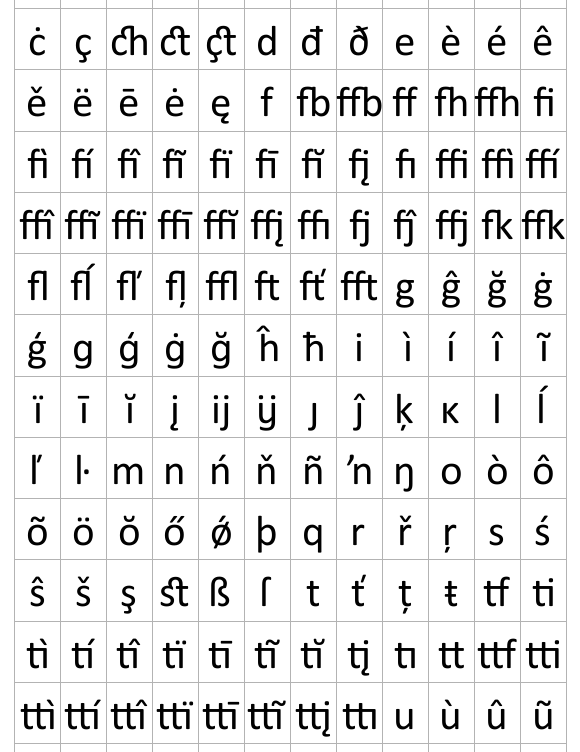 ċ ç ch ct çt d đ ð e è é ê
ě ë ē ė ę f fb ffb ff fh ffh fi
fì fí fî fĩ fï fī fĭ fį fı ffi ffì ffí
ffî ffĩ ffï ffī ffĭ ffį ffı fj fĵ ffj fk ffk
fl fĺ fľ fļ ffl ft fť fft g ĝ ğ ġ
ǵ g ǵ ġ ğ ĥ ħ i ì í î ĩ
ï ī ĭ į ij ÿ ȷ ĵ ķ ĸ l ĺ
ľ ŀ m n ń ň ñ ŉ ŋ o ò ô
õ ö ŏ ő ǿ þ q r ř ŗ s ś
ŝ š ş st ß ſ t ť ț ŧ tf ti
tì tí tî tï tī tĩ tĭ tį tı tt ttf tti
ttì ttí ttî ttï ttī ttĩ ttį ttı u ù û ũ